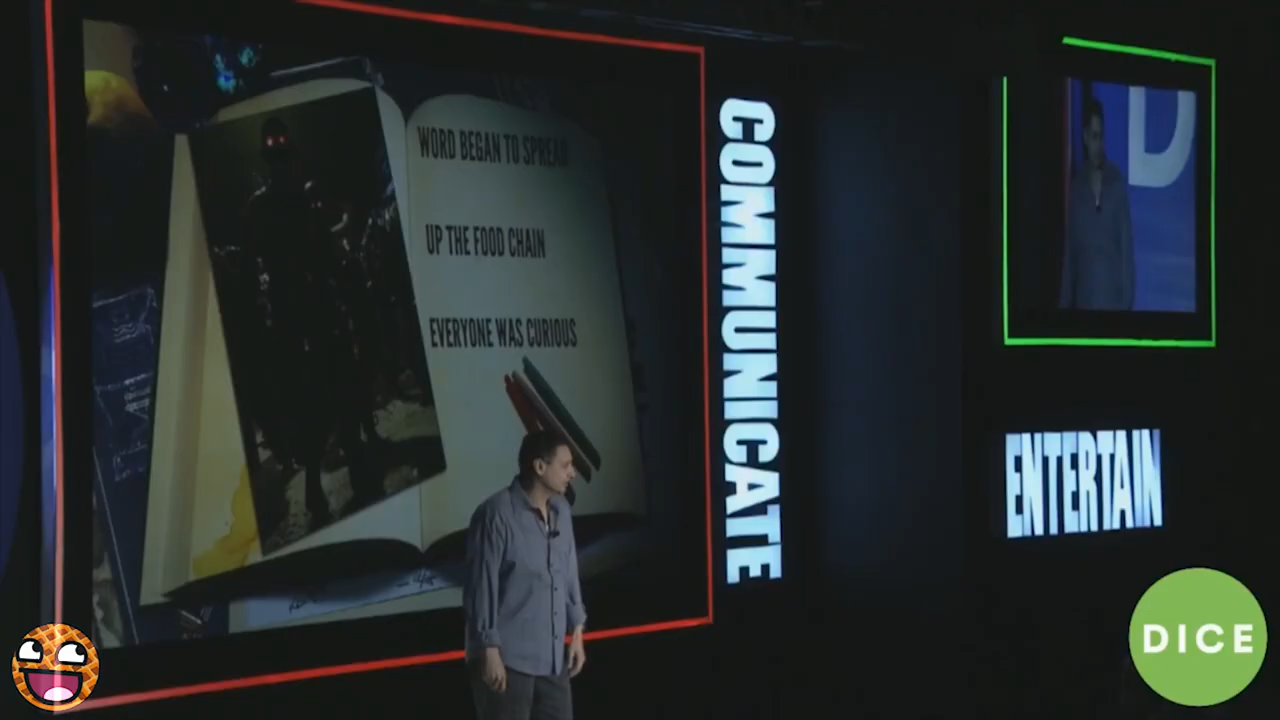 WORD BEGAN TO SPREAD
UP THE FOOD CHAIN
EVERYONE WAS CURIOUS
COMMUNICATE
D
ENTERTAIN
DICE